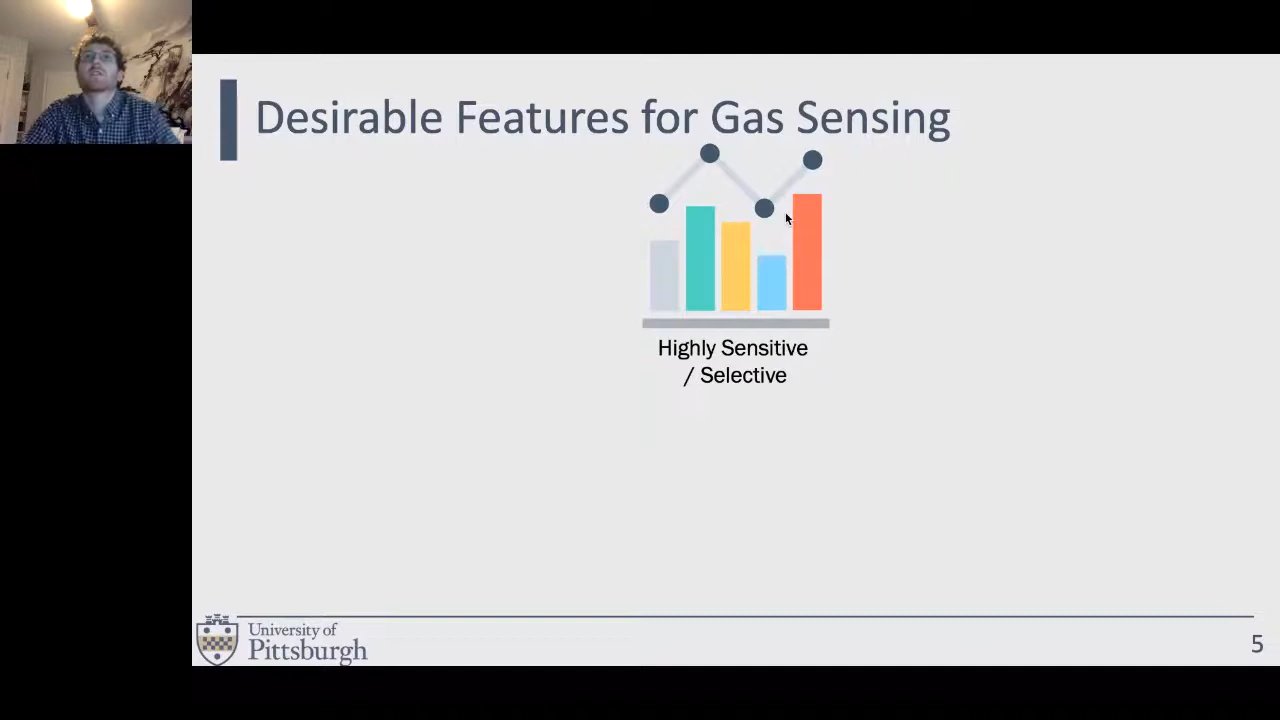 Desirable Features for Gas Sensing
Highly Sensitive
/ Selective
University of
Pittsburgh
5